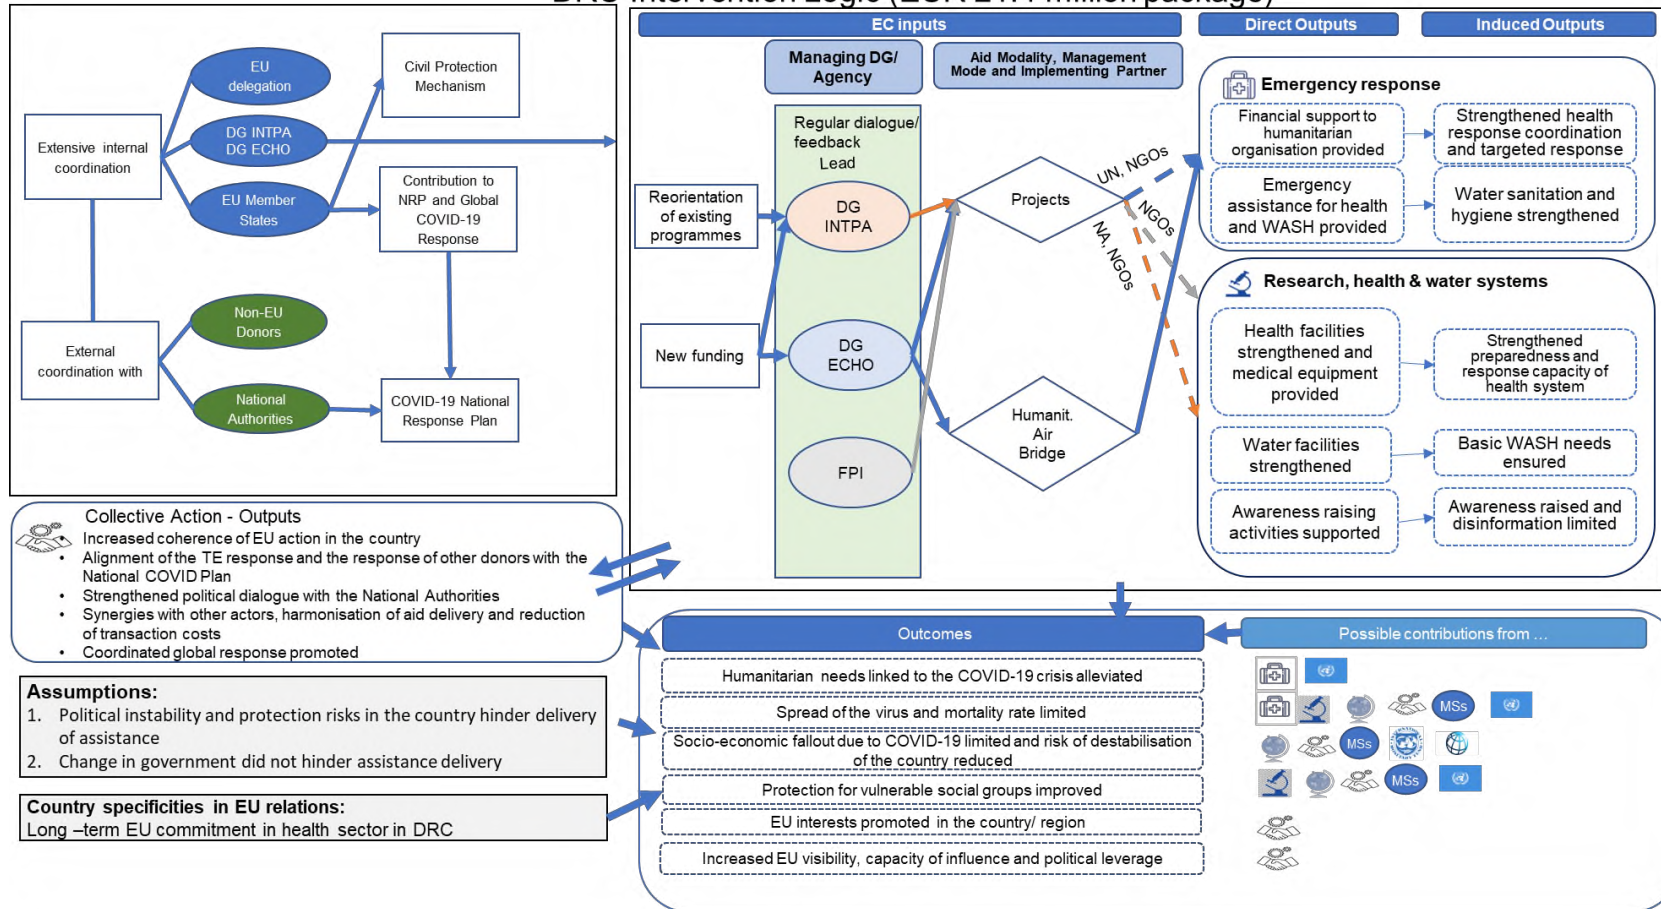 EU
delegation
DG INTPA
DG ECHO
EU Member
States
Extensive internal
coordination
Civil Protection
Mechanism
Contribution to
NRP and Global
COVID-19
Response
Non-EU
Donors
External
coordination with
National
Authorities
COVID-19 National
Response Plan
EC inputs
Direct Outputs
Induced Outputs
Managing DG/
Agency
Aid Modality, Management
Mode and Implementing Partner
Regular dialogue/
feedback
Lead
Reorientation
of existing
programmes
New funding
DG
INTPA
DG
ECHO
FPI
Projects
Humanit.
Air
Bridge
UN, NGOs
NGOs
NA, NGOs
Emergency response
Financial support to
humanitarian
organisation provided
Strengthened health
response coordination
and targeted response
Emergency
assistance for health
and WASH provided
Water sanitation and
hygiene strengthened
Research, health & water systems
Health facilities
strengthened and
medical equipment
provided
Strengthened
preparedness and
response capacity of
health system
Water facilities
strengthened
Basic WASH needs
ensured
Awareness raising
activities supported
Awareness raised and
disinformation limited
Collective Action - Outputs
Increased coherence of EU action in the country
• Alignment of the TE response and the response of other donors with the
National COVID Plan
• Strengthened political dialogue with the National Authorities
• Synergies with other actors, harmonisation of aid delivery and reduction
of transaction costs
• Coordinated global response promoted
Assumptions:
1. Political instability and protection risks in the country hinder delivery
of assistance
2. Change in government did not hinder assistance delivery
Country specificities in EU relations:
Long –term EU commitment in health sector in DRC
Outcomes
Possible contributions from ...
Humanitarian needs linked to the COVID-19 crisis alleviated
Spread of the virus and mortality rate limited
MSs
Socio-economic fallout due to COVID-19 limited and risk of destabilisation
of the country reduced
MSs
Protection for vulnerable social groups improved
MSs
EU interests promoted in the country/ region
Increased EU visibility, capacity of influence and political leverage